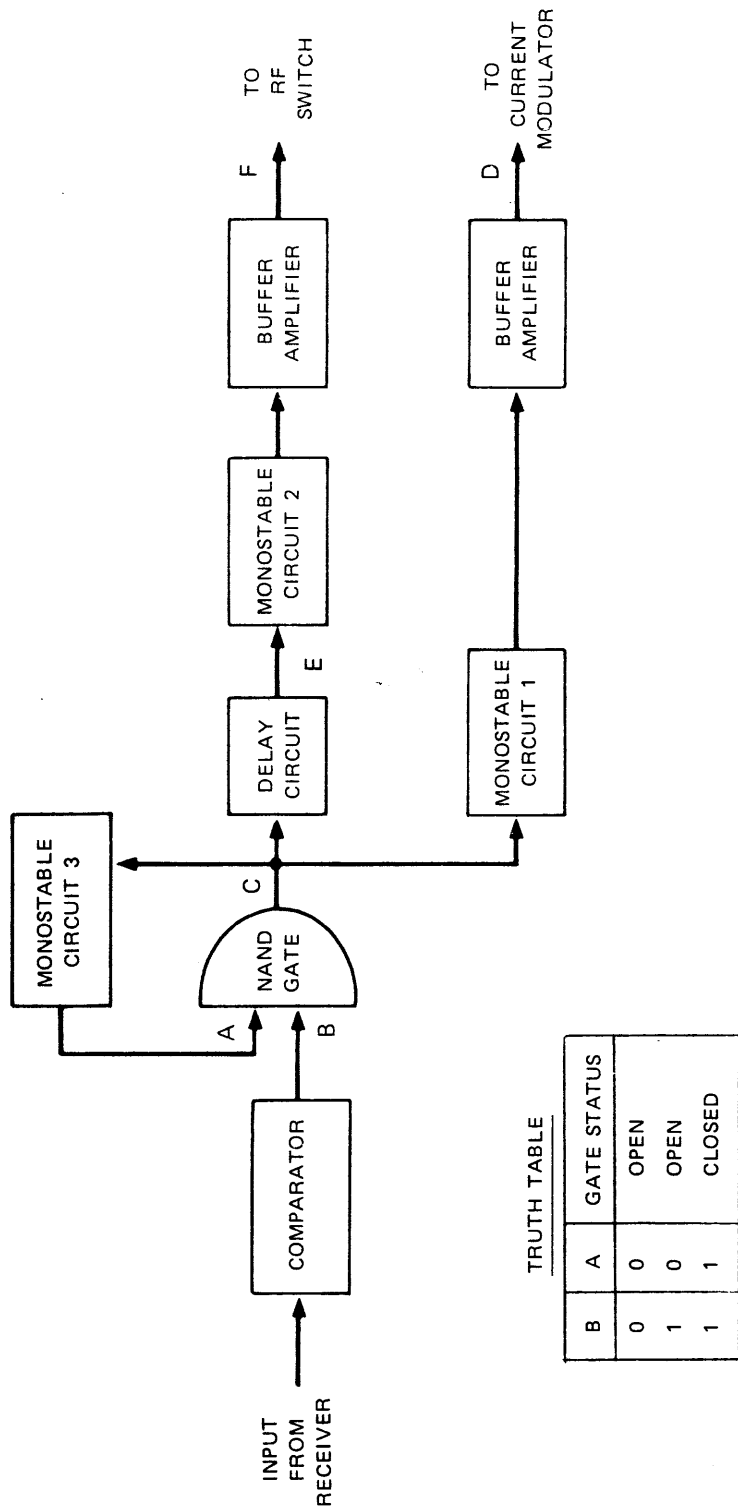 INPUT
FROM
RECEIVER
COMPARATOR
A
B
NAND
GATE
C
MONOSTABLE
CIRCUIT 3
DELAY
CIRCUIT
E
MONOSTABLE
CIRCUIT 2
BUFFER
AMPLIFIER
F
TO
RF
SWITCH
MONOSTABLE
CIRCUIT 1
BUFFER
AMPLIFIER
D
TO
CURRENT
MODULATOR
TRUTH TABLE
B A GATE STATUS
0 0 OPEN
1 0 OPEN
1 1 CLOSED